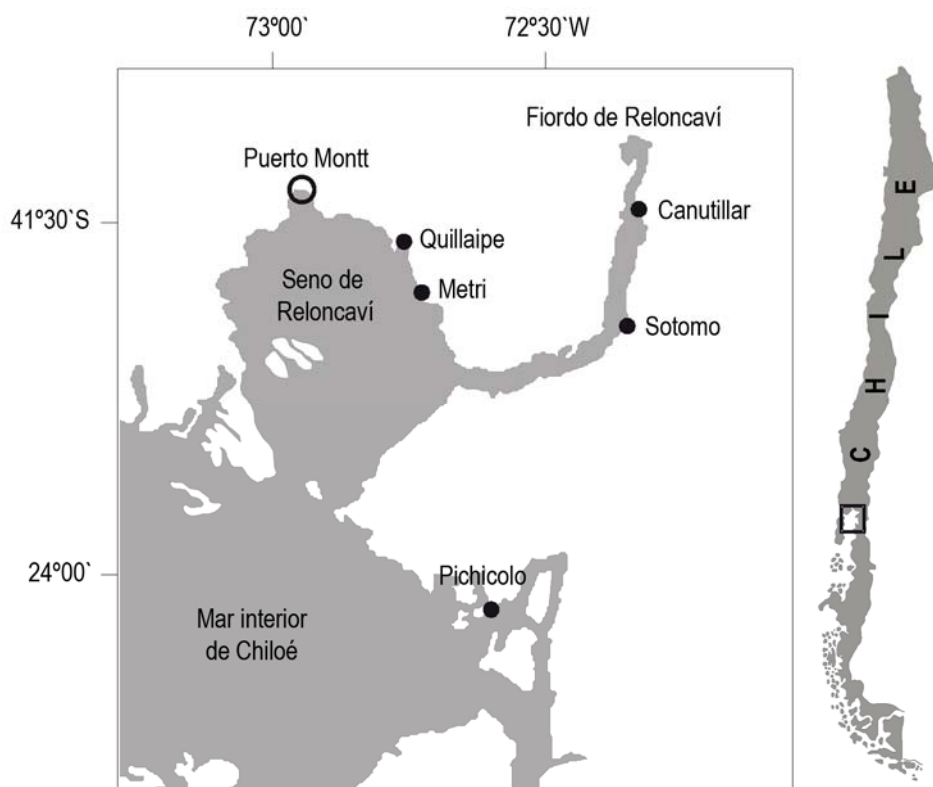 73º00`
72º30`W
Fiordo de Reloncaví
Puerto Montt
41º30`S
Canutillar
Quillaipe
Seno de
Reloncaví
Metri
Sotomo
24º00`
Pichicolo
Mar interior
de Chiloé
C H I L E